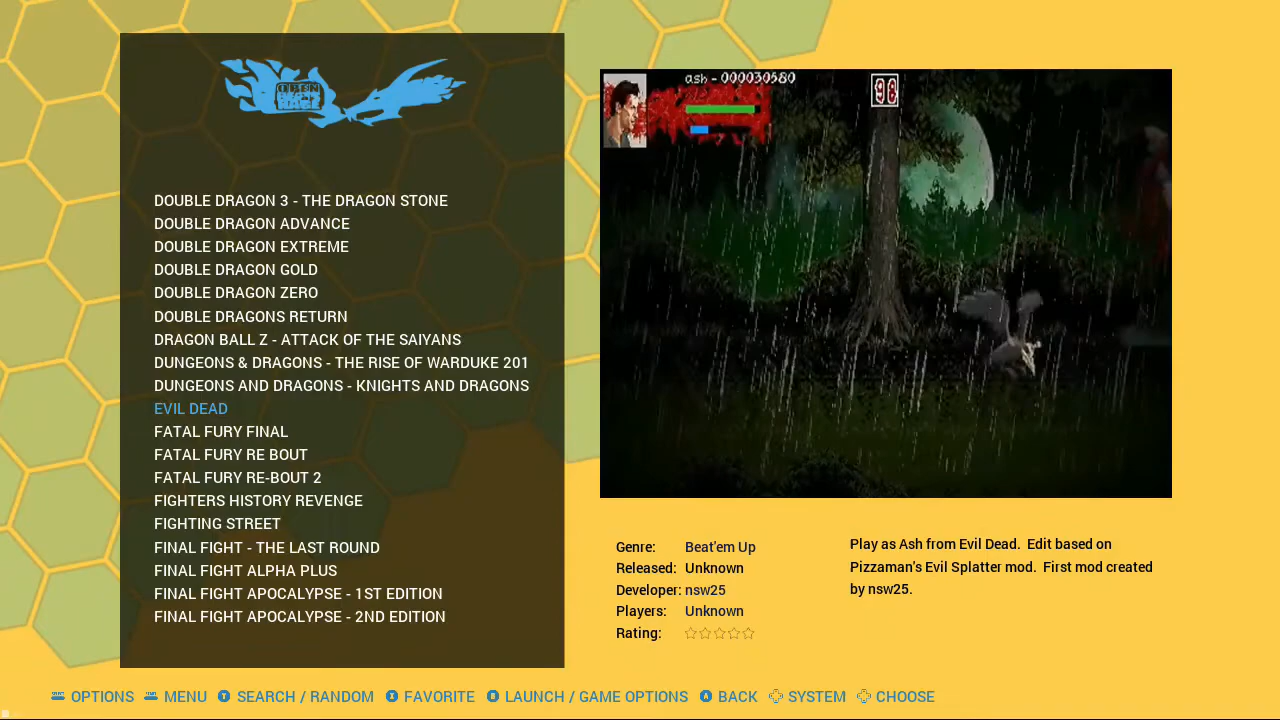 OPEN
BEATS
RAGE
DOUBLE DRAGON 3 - THE DRAGON STONE
DOUBLE DRAGON ADVANCE
DOUBLE DRAGON EXTREME
DOUBLE DRAGON GOLD
DOUBLE DRAGON ZERO
DOUBLE DRAGONS RETURN
DRAGON BALL Z - ATTACK OF THE SAIYANS
DUNGEONS & DRAGONS - THE RISE OF WARDUKE 201
DUNGEONS AND DRAGONS - KNIGHTS AND DRAGONS
EVIL DEAD
FATAL FURY FINAL
FATAL FURY RE BOUT
FATAL FURY RE-BOUT 2
FIGHTERS HISTORY REVENGE
FIGHTING STREET
FINAL FIGHT - THE LAST ROUND
FINAL FIGHT ALPHA PLUS
FINAL FIGHT APOCALYPSE - 1ST EDITION
FINAL FIGHT APOCALYPSE - 2ND EDITION
ash - 000030580
98
Genre: Beat'em Up
Released: Unknown
Developer: nsw25
Players: Unknown
Rating:
Play as Ash from Evil Dead. Edit based on
Pizzaman's Evil Splatter mod. First mod created
by nsw25.
OPTIONS MENU SEARCH / RANDOM FAVORITE LAUNCH / GAME OPTIONS BACK SYSTEM CHOOSE